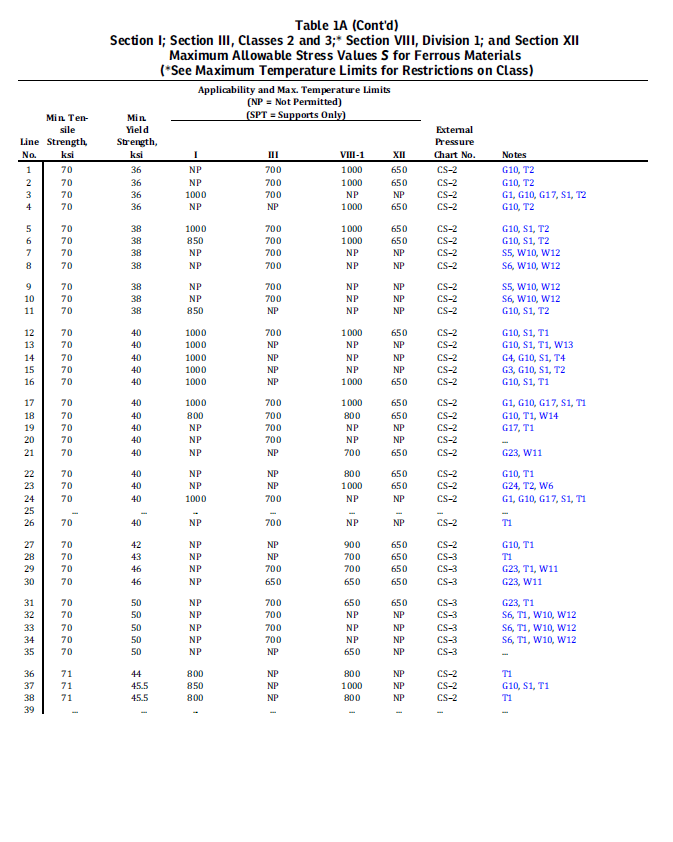 Table 1A (Cont'd)
Section I; Section III, Classes 2 and 3;* Section VIII, Division 1; and Section XII
Maximum Allowable Stress Values S for Ferrous Materials
(*See Maximum Temperature Limits for Restrictions on Class)
Applicability and Max. Temperature Limits
(NP = Not Permitted)
(SPT = Supports Only)
Min. Ten-
sile
Min.
Yield
External
Pressure
Line Strength, Strength,
No. ksi ksi I III VIII-1 XII Chart No. Notes
1 70 36 NP 700 1000 650 CS–2 G10, T2
2 70 36 NP 700 1000 650 CS–2 G10, T2
3 70 36 1000 700 NP NP CS–2 G1, G10, G17, S1, T2
4 70 36 NP NP 1000 650 CS–2 G10, T2
5 70 38 1000 700 1000 650 CS–2 G10, S1, T2
6 70 38 850 700 1000 650 CS–2 G10, S1, T2
7 70 38 NP 700 NP NP CS–2 S5, W10, W12
8 70 38 NP 700 NP NP CS–2 S6, W10, W12
9 70 38 NP 700 NP NP CS–2 S5, W10, W12
10 70 38 NP 700 NP NP CS–2 S6, W10, W12
11 70 38 850 NP NP NP CS–2 G10, S1, T2
12 70 40 1000 700 1000 650 CS–2 G10, S1, T1
13 70 40 1000 NP NP NP CS–2 G10, S1, T1, W13
14 70 40 1000 NP NP NP CS–2 G4, G10, S1, T4
15 70 40 1000 NP NP NP CS–2 G3, G10, S1, T2
16 70 40 1000 NP 1000 650 CS–2 G10, S1, T1
17 70 40 1000 700 1000 650 CS–2 G1, G10, G17, S1, T1
18 70 40 800 700 800 650 CS–2 G10, T1, W14
19 70 40 NP 700 NP NP CS–2 G17, T1
20 70 40 NP 700 NP NP CS–2 ...
21 70 40 NP NP 700 650 CS–2 G23, W11
22 70 40 NP NP 800 650 CS–2 G10, T1
23 70 40 NP NP 1000 650 CS–2 G24, T2, W6
24 70 40 1000 700 NP NP CS–2 G1, G10, G17, S1, T1
25 ... ... ... ... ... ... ... ...
26 70 40 NP 700 NP NP CS–2 T1
27 70 42 NP NP 900 650 CS–2 G10, T1
28 70 43 NP NP 700 650 CS–3 T1
29 70 46 NP 700 700 650 CS–3 G23, T1, W11
30 70 46 NP 650 650 650 CS–3 G23, W11
31 70 50 NP 700 650 650 CS–3 G23, T1
32 70 50 NP 700 NP NP CS–3 S6, T1, W10, W12
33 70 50 NP 700 NP NP CS–3 S6, T1, W10, W12
34 70 50 NP 700 NP NP CS–3 S6, T1, W10, W12
35 70 50 NP NP 650 NP CS–3 ...
36 71 44 800 NP 800 NP CS–2 T1
37 71 45.5 850 NP 1000 NP CS–2 G10, S1, T1
38 71 45.5 800 NP 800 NP CS–2 T1
39 ... ... ... ... ... ... ... ...